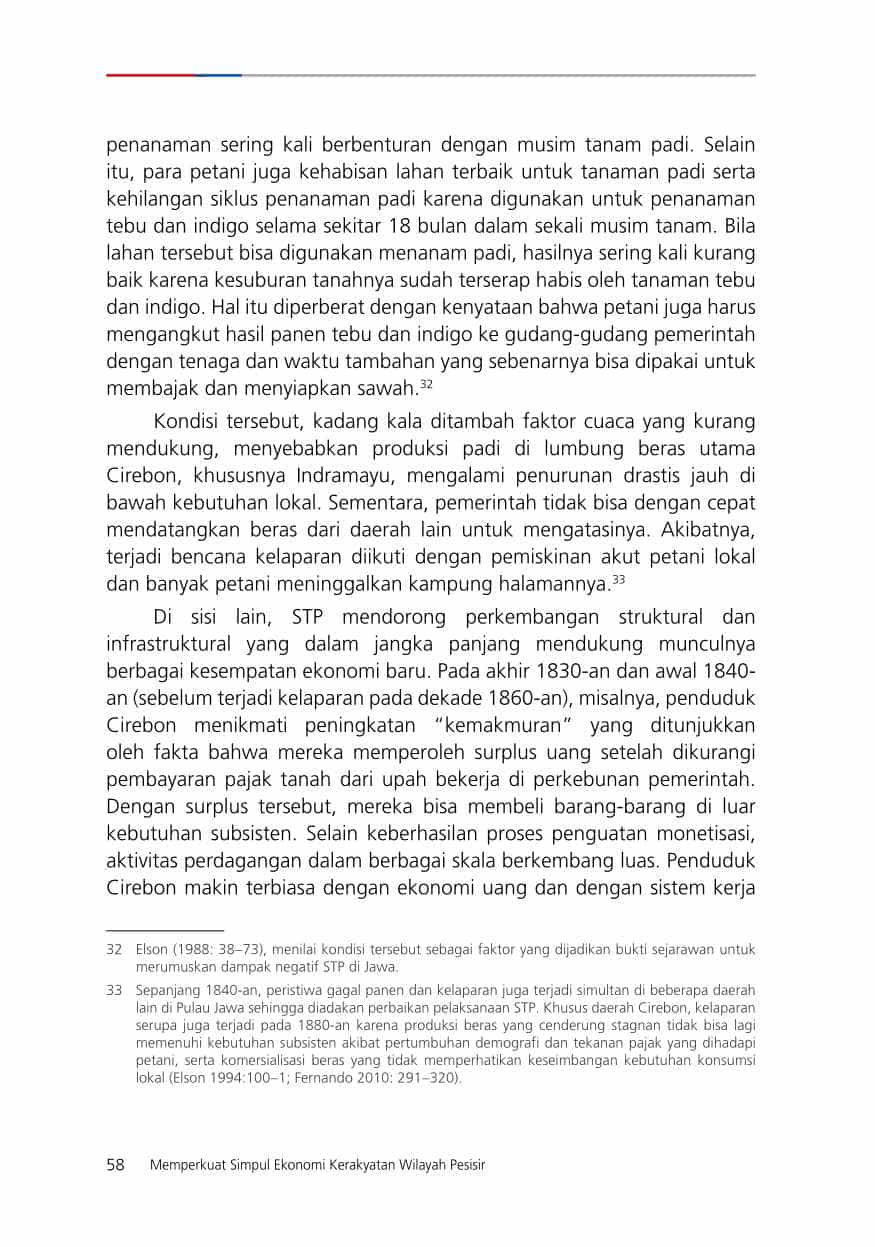 penanaman sering kali berbenturan dengan musim tanam padi. Selain
itu, para petani juga kehabisan lahan terbaik untuk tanaman padi serta
kehilangan siklus penanaman padi karena digunakan untuk penanaman
tebu dan indigo selama sekitar 18 bulan dalam sekali musim tanam. Bila
lahan tersebut bisa digunakan menanam padi, hasilnya sering kali kurang
baik karena kesuburan tanahnya sudah terserap habis oleh tanaman tebu
dan indigo. Hal itu diperberat dengan kenyataan bahwa petani juga harus
mengangkut hasil panen tebu dan indigo ke gudang-gudang pemerintah
dengan tenaga dan waktu tambahan yang sebenarnya bisa dipakai untuk
membajak dan menyiapkan sawah.32
Kondisi tersebut, kadang kala ditambah faktor cuaca yang kurang
mendukung, menyebabkan produksi padi di lumbung beras utama
Cirebon, khususnya Indramayu, mengalami penurunan drastis jauh di
bawah kebutuhan lokal. Sementara, pemerintah tidak bisa dengan cepat
mendatangkan beras dari daerah lain untuk mengatasinya. Akibatnya,
terjadi bencana kelaparan diikuti dengan pemiskinan akut petani lokal
dan banyak petani meninggalkan kampung halamannya.33
Di sisi lain, STP mendorong perkembangan struktural dan
infrastruktural yang dalam jangka panjang mendukung munculnya
berbagai kesempatan ekonomi baru. Pada akhir 1830-an dan awal 1840-
an (sebelum terjadi kelaparan pada dekade 1860-an), misalnya, penduduk
Cirebon menikmati peningkatan “kemakmuran” yang ditunjukkan
oleh fakta bahwa mereka memperoleh surplus uang setelah dikurangi
pembayaran pajak tanah dari upah bekerja di perkebunan pemerintah.
Dengan surplus tersebut, mereka bisa membeli barang-barang di luar
kebutuhan subsisten. Selain keberhasilan proses penguatan monetisasi,
aktivitas perdagangan dalam berbagai skala berkembang luas. Penduduk
Cirebon makin terbiasa dengan ekonomi uang dan dengan sistem kerja
32 Elson (1988: 38–73), menilai kondisi tersebut sebagai faktor yang dijadikan bukti sejarawan untuk
merumuskan dampak negatif STP di Jawa.
33 Sepanjang 1840-an, peristiwa gagal panen dan kelaparan juga terjadi simultan di beberapa daerah
lain di Pulau Jawa sehingga diadakan perbaikan pelaksanaan STP. Khusus daerah Cirebon, kelaparan
serupa juga terjadi pada 1880-an karena produksi beras yang cenderung stagnan tidak bisa lagi
memenuhi kebutuhan subsisten akibat pertumbuhan demografi dan tekanan pajak yang dihadapi
petani, serta komersialisasi beras yang tidak memperhatikan keseimbangan kebutuhan konsumsi
lokal (Elson 1994:100–1; Fernando 2010: 291–320).
58 Memperkuat Simpul Ekonomi Kerakyatan Wilayah Pesisir